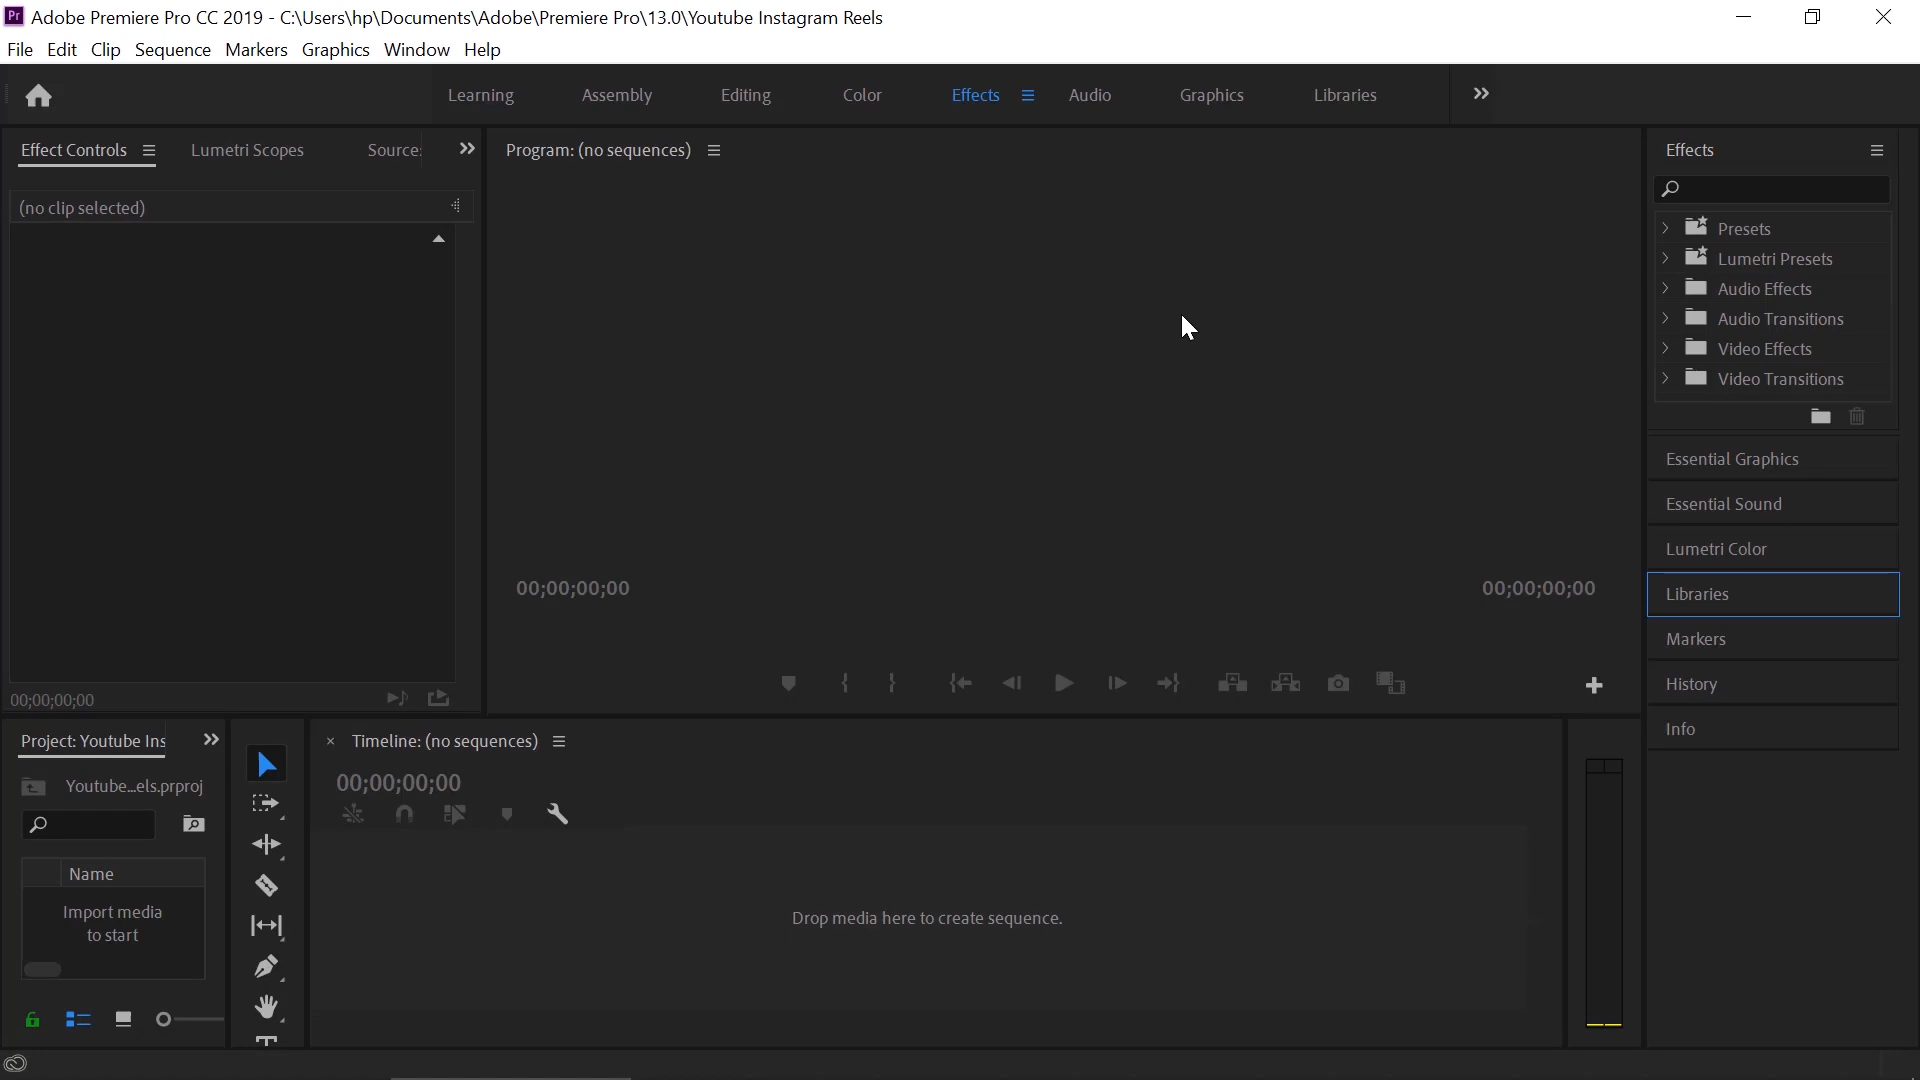 Adobe Premiere Pro CC 2019 - C:\Users\hp\Documents\Adobe\Premiere Pro\13.0\Youtube Instagram Reels
File Edit Clip Sequence Markers Graphics Window Help
Learning Assembly Editing Color Effects Audio Graphics Libraries
Effect Controls Lumetri Scopes Source:
(no clip selected)
00;00;00;00
Program: (no sequences)
00;00;00;00 00;00;00;00
Effects
Presets
Lumetri Presets
Audio Effects
Audio Transitions
Video Effects
Video Transitions
Essential Graphics
Essential Sound
Lumetri Color
Libraries
Markers
History
Info
Project: Youtube Ins
Youtube...els.prproj
Name
Import media
to start
Timeline: (no sequences)
00;00;00;00
Drop media here to create sequence.